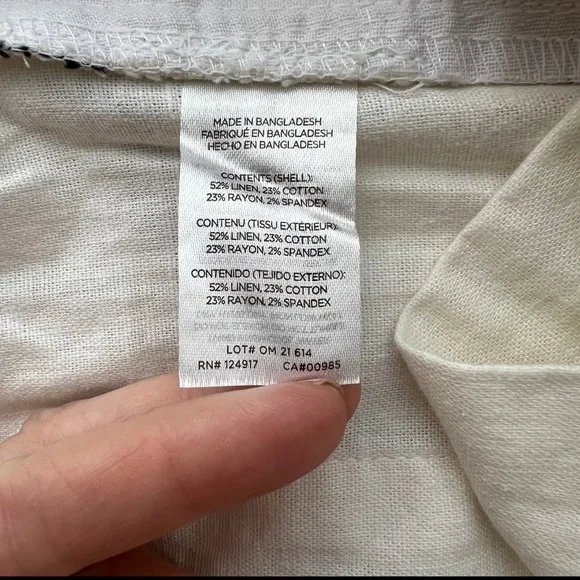 MADE IN BANGLADESH
FABRIQUÉ EN BANGLADESH
HECHO EN BANGLADESH
CONTENTS (SHELL):
52% LINEN, 23% COTTON
23% RAYON, 2% SPANDEX
CONTENU (TISSU EXTÉRIEUR):
52% LINEN, 23% COTTON
23% RAYON, 2% SPANDEX
CONTENIDO (TEJIDO EXTERNO):
52% LINEN, 23% COTTON
23% RAYON, 2% SPANDEX
LOT# OM 21 614
RN# 124917 CA#00985